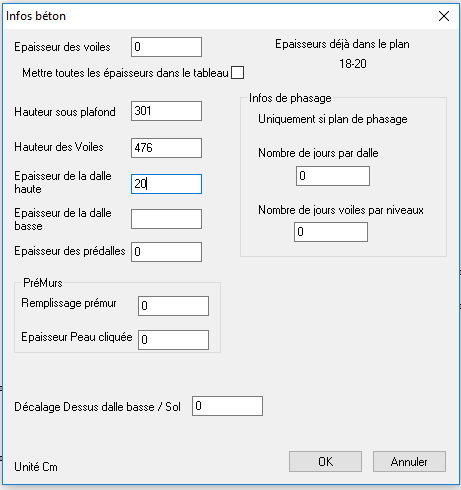 Infos béton
Epaisseur des voiles 0
Epaisseurs déjà dans le plan
18-20
Mettre toutes les épaisseurs dans le tableau
Hauteur sous plafond 301
Hauteur des Voiles 476
Epaisseur de la dalle
haute
20
Epaisseur de la dalle
basse
Epaisseur des prédalles 0
Infos de phasage
Uniquement si plan de phasage
Nombre de jours par dalle
0
Nombre de jours voiles par niveaux
0
PréMurs
Remplissage prémur 0
Epaisseur Peau cliquée 0
Décalage Dessus dalle basse / Sol 0
Unité Cm
OK
Annuler